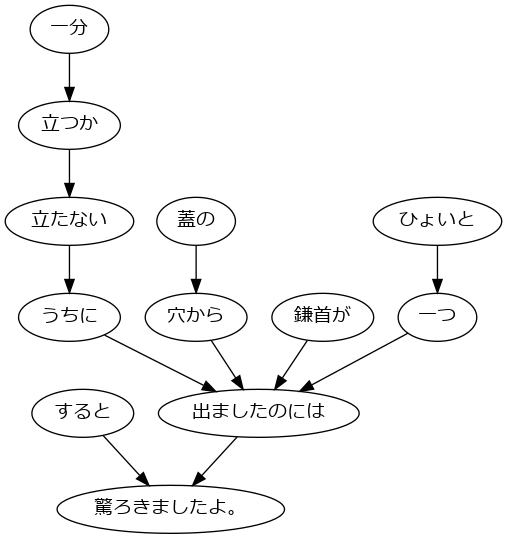 一分
立つか
立たない
蓋の
ひょいと
うちに
穴から
鎌首が
一つ
すると
出ましたのには
驚ろきましたよ。